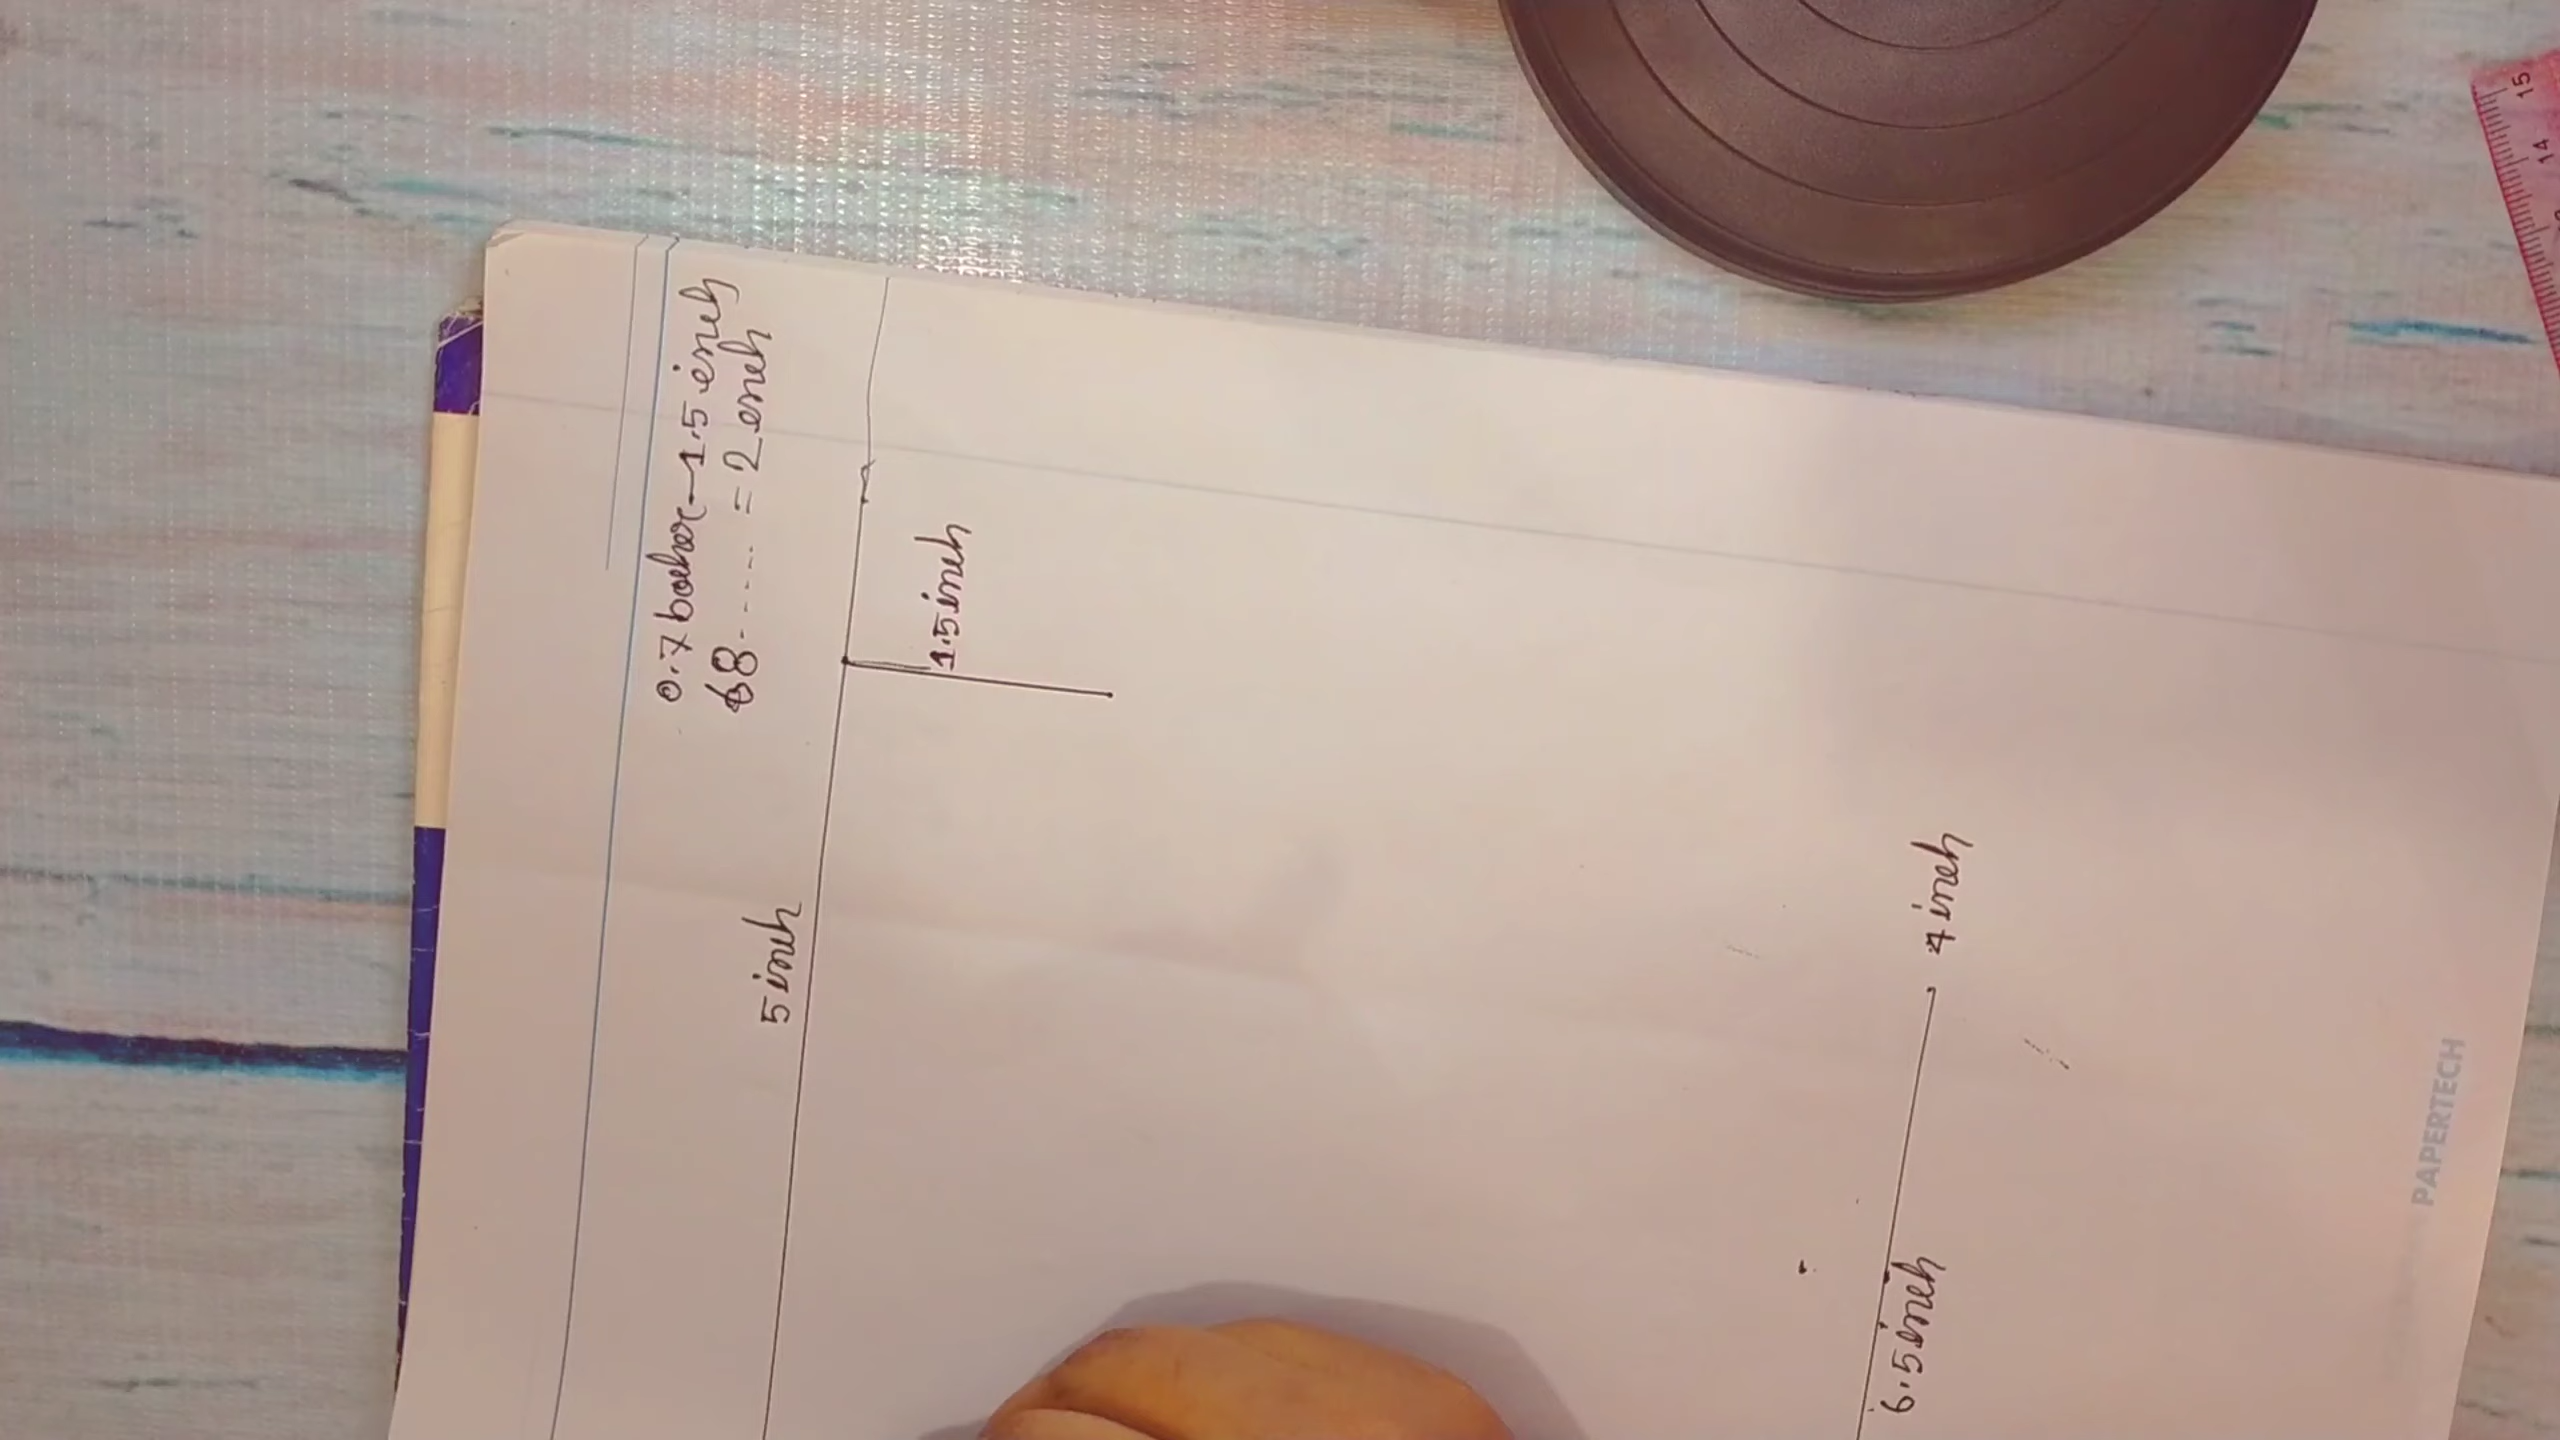 0.7 bocher-1.5 inch
68..... = 2 inch
1.5 inch
5 inch
4 inch
6.5 inch
PAPERTECH
15
14